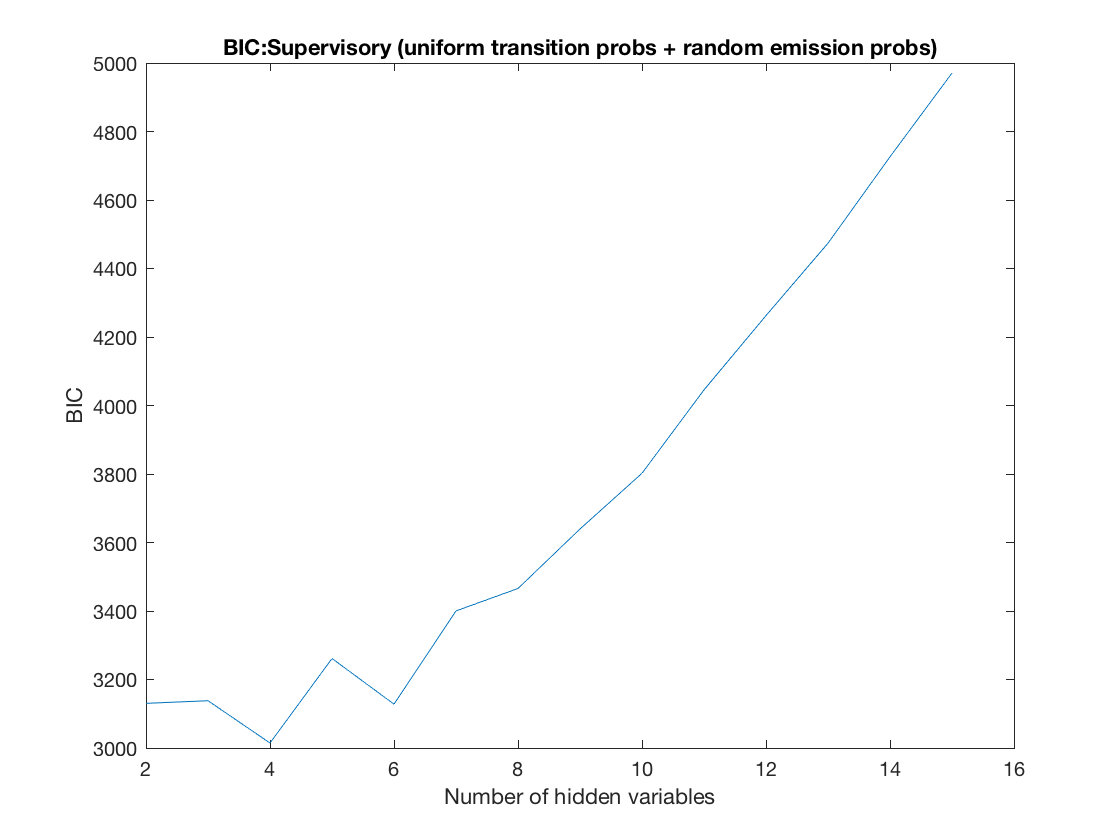 BIC:Supervisory (uniform transition probs + random emission probs)
5000
4800
4600
4400
4200
4000
3800
3600
3400
3200
3000
BIC
2 4 6 8 10 12 14 16
Number of hidden variables